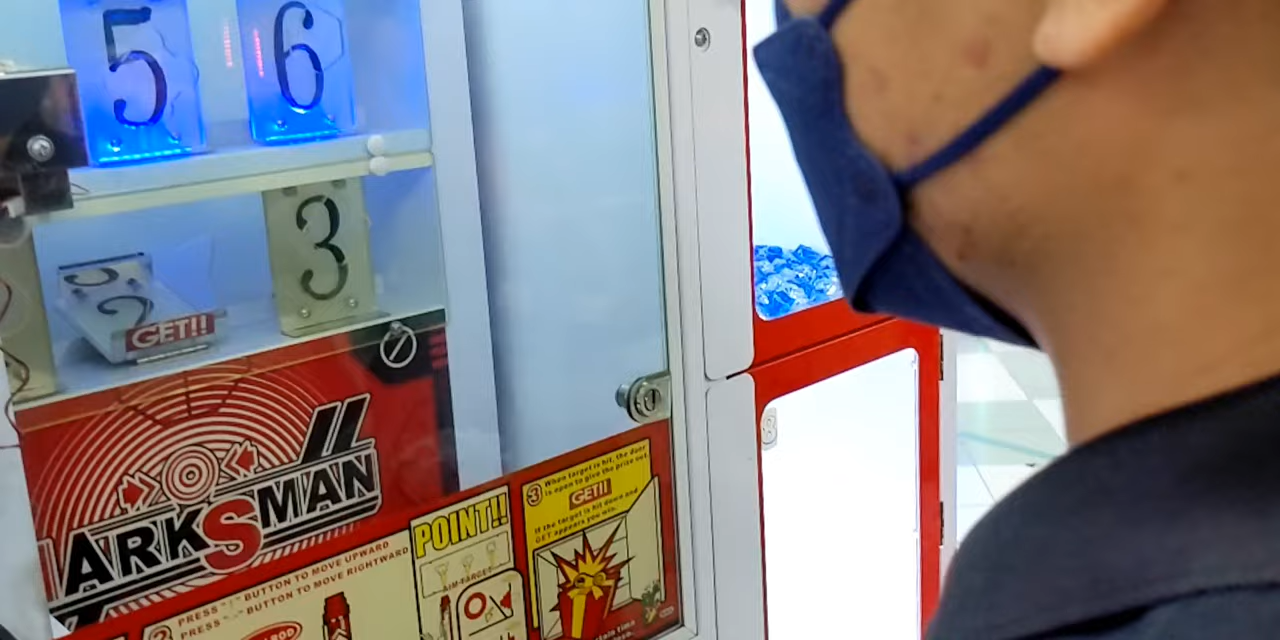 5
6
3
2
GET!!
ARKSMAN
2 PRESS "↑" BUTTON TO MOVE UPWARD
PRESS "→" BUTTON TO MOVE RIGHTWARD
POINT!!
AIM TARGET
3 When target is hit, the door
is open to give the prize out.
GET!!
If the target is hit down and
GET appears you win.